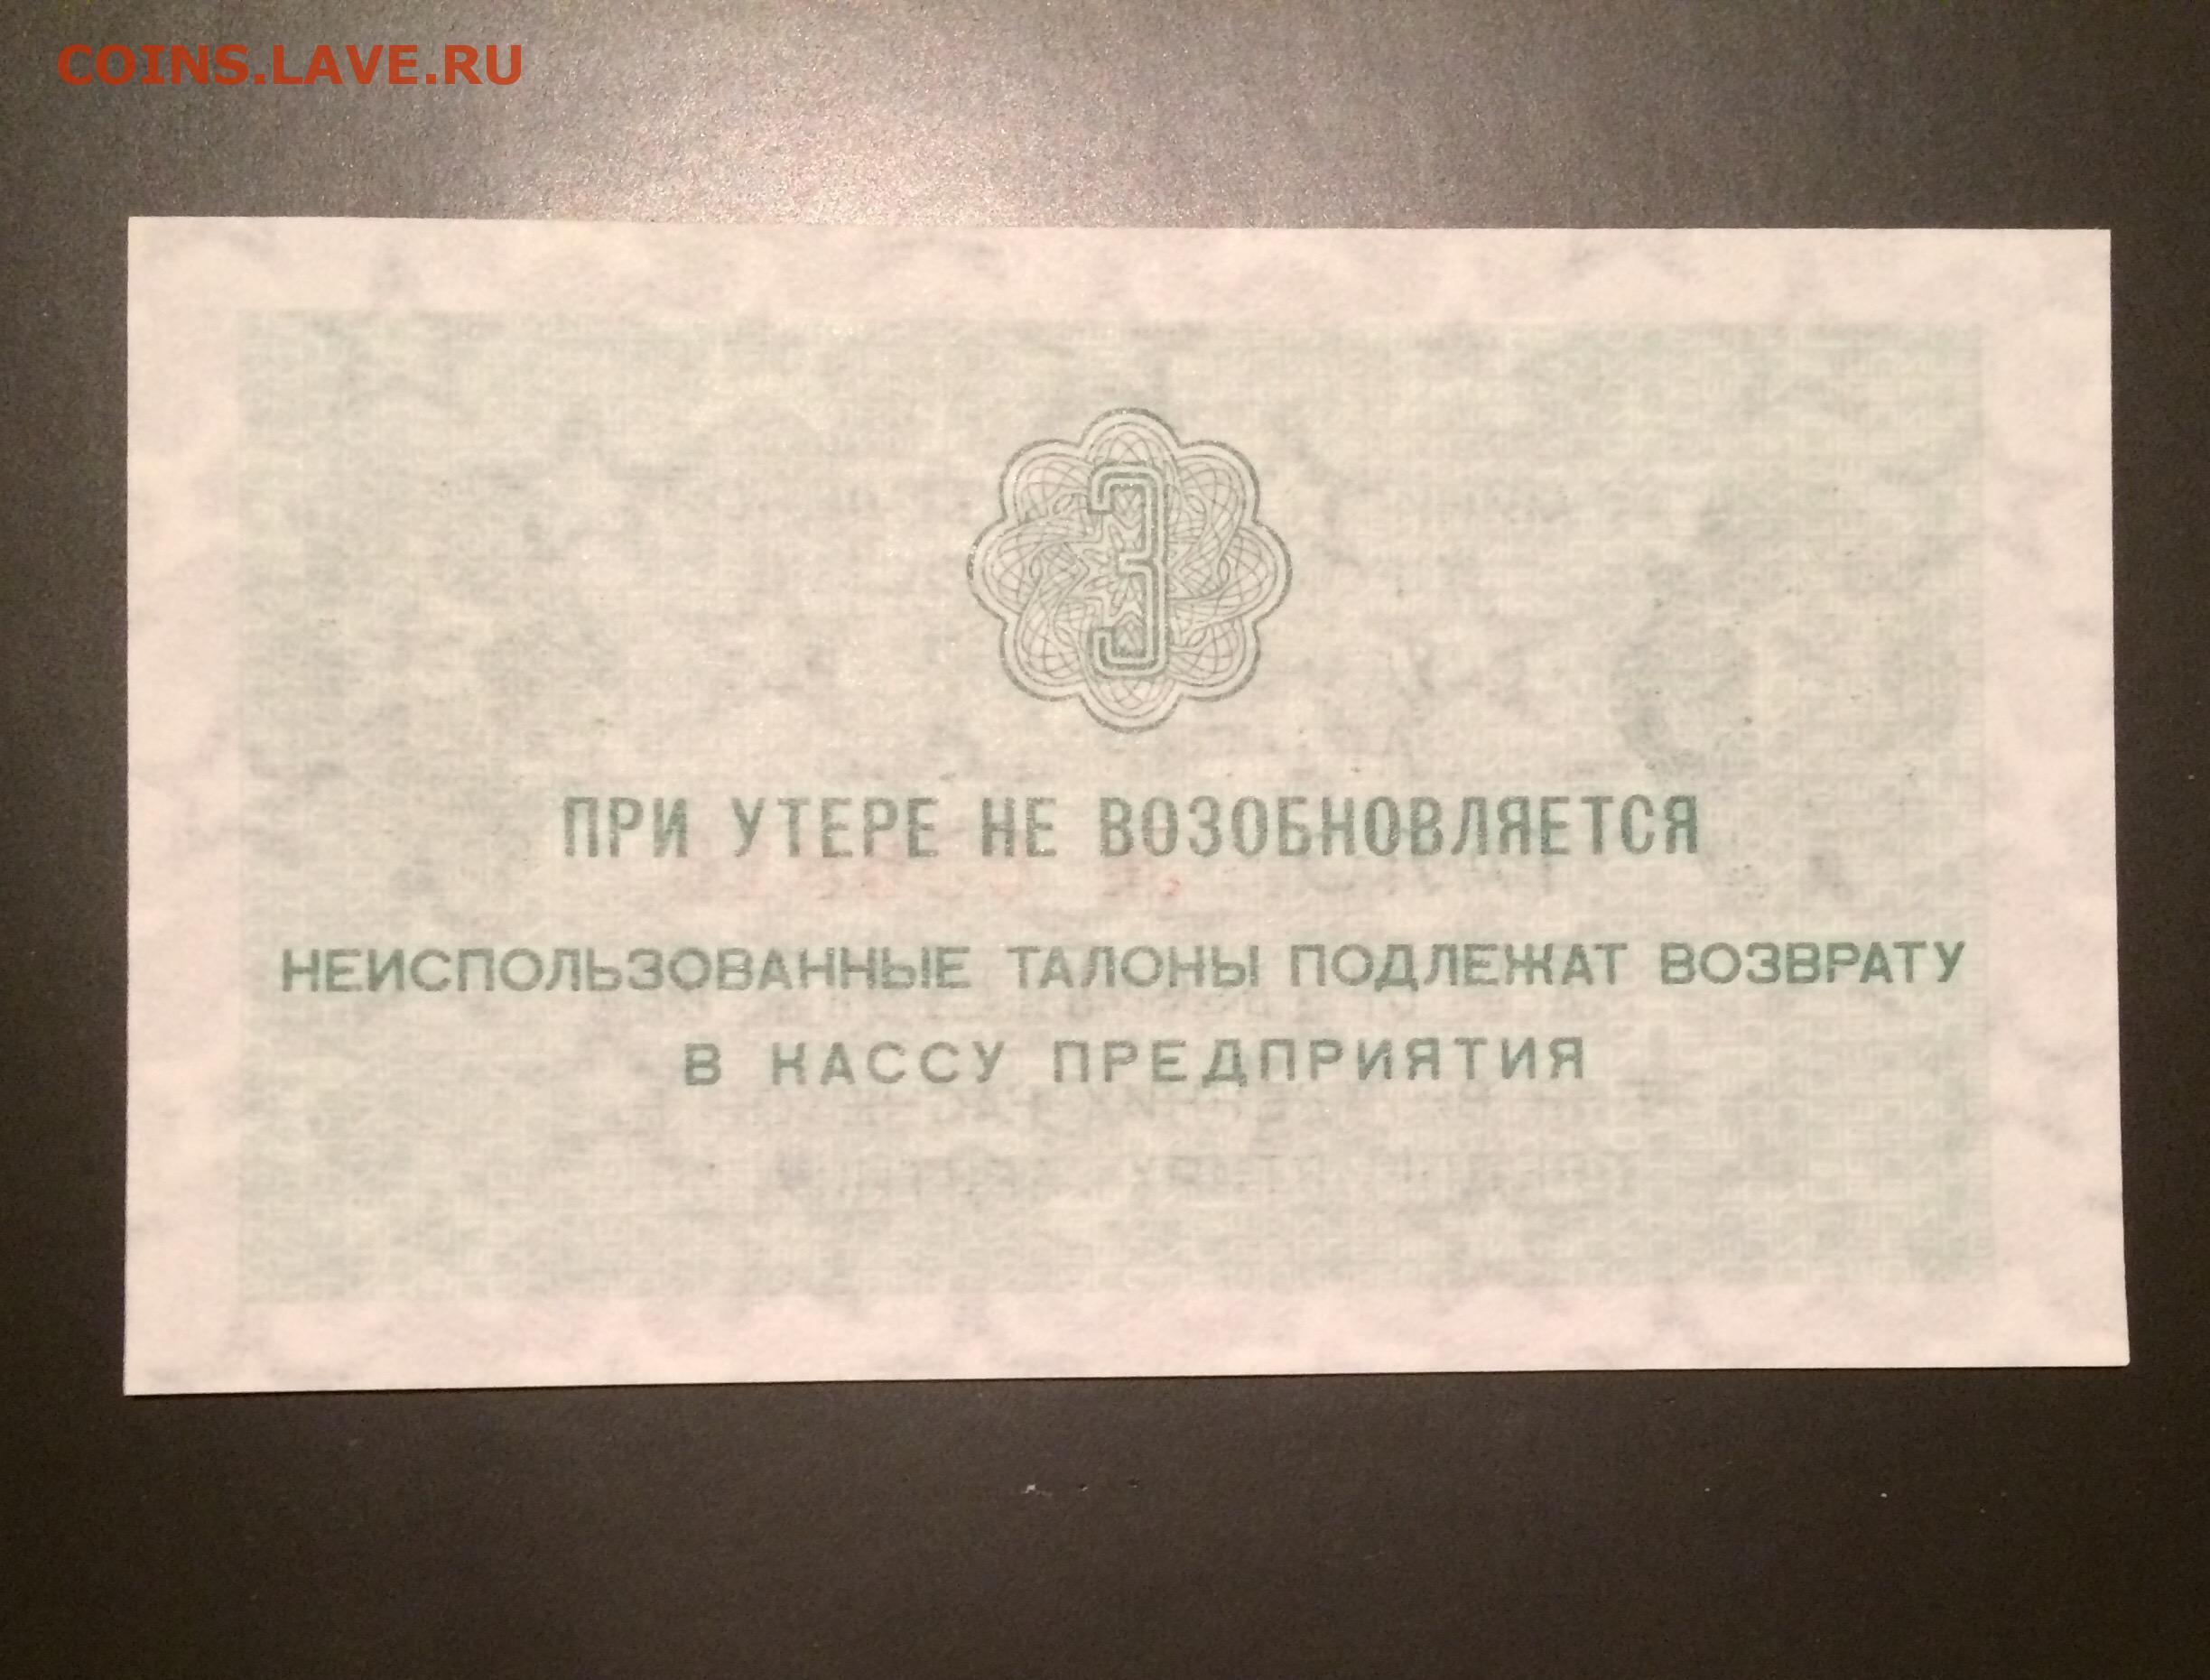 COINS.LAVE.RU
3
ПРИ УТЕРЕ НЕ ВОЗОБНОВЛЯЕТСЯ
НЕИСПОЛЬЗОВАННЫЕ ТАЛОНЫ ПОДЛЕЖАТ ВОЗВРАТУ
В КАССУ ПРЕДПРИЯТИЯ